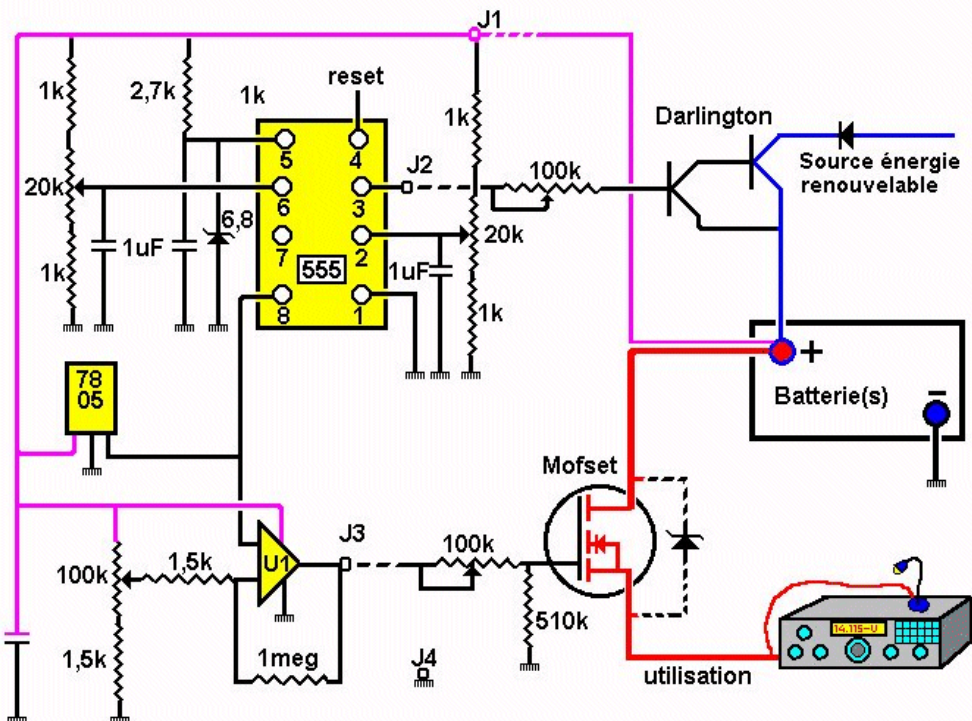 J1
reset
1k
2,7k
1k
1k
Darlington
5
4
J2
100k
Source énergie
renouvelable
20k
6
3
6,8
20k
1uF
7
2
1uF
555
1k
8
1
1k
+
-
78
05
Batterie(s)
Mofset
J3
100k
1,5k
U1
100k
510k
14.115-U
1,5k
1meg
J4
utilisation